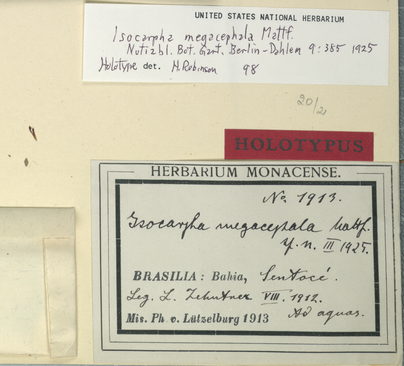 UNITED STATES NATIONAL HERBARIUM
Isocarpha megacephala Mattf.
Notizbl. Bot. Gart. Berlin-Dahlem 9: 385 1925
Holotype det. H. Robinson 98
20/21
HOLOTYPUS
HERBARIUM MONACENSE.
No. 1913.
Isocarpha megacephala Mattf.
III 1925.
BRASILIA: Bahia, Sentocé.
Leg. L. Zehntner VIII. 1912.
Ad aquas.
Mis. Ph v. Lützelburg 1913